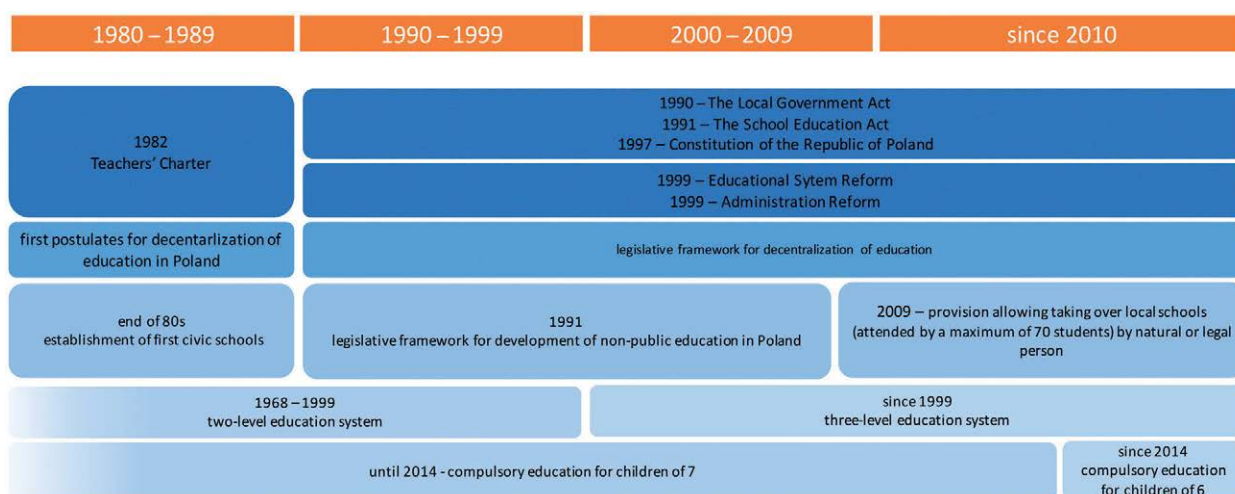 1980 – 1989
1990 – 1999
2000 – 2009
since 2010
1982
Teachers' Charter
1990 – The Local Government Act
1991 – The School Education Act
1997 – Constitution of the Republic of Poland
1999 – Educational Sytem Reform
1999 – Administration Reform
first postulates for decentarlization of
education in Poland
legislative framework for decentralization of education
end of 80s
establishment of first civic schools
1991
legislative framework for development of non-public education in Poland
2009 – provision allowing taking over local schools
(attended by a maximum of 70 students) by natural or legal
person
1968 – 1999
two-level education system
since 1999
three-level education system
until 2014 - compulsory education for children of 7
since 2014
compulsory education
for children of 6